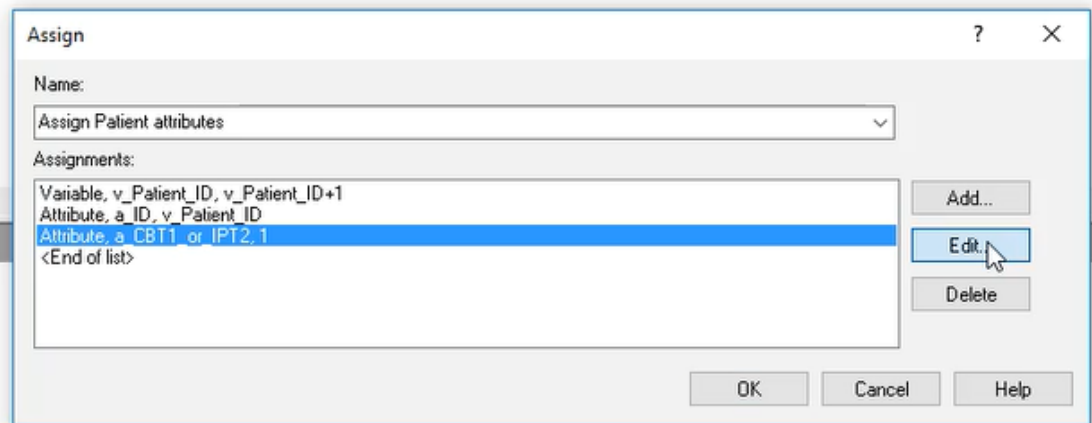 Assign ?
Name:
Assign Patient attributes
Assignments:
Variable, v_Patient_ID, v_Patient_ID+1
Attribute, a_ID, v_Patient_ID
Attribute, a_CBT1_or_IPT2, 1
<End of list>
Add...
Edit...
Delete
OK Cancel Help